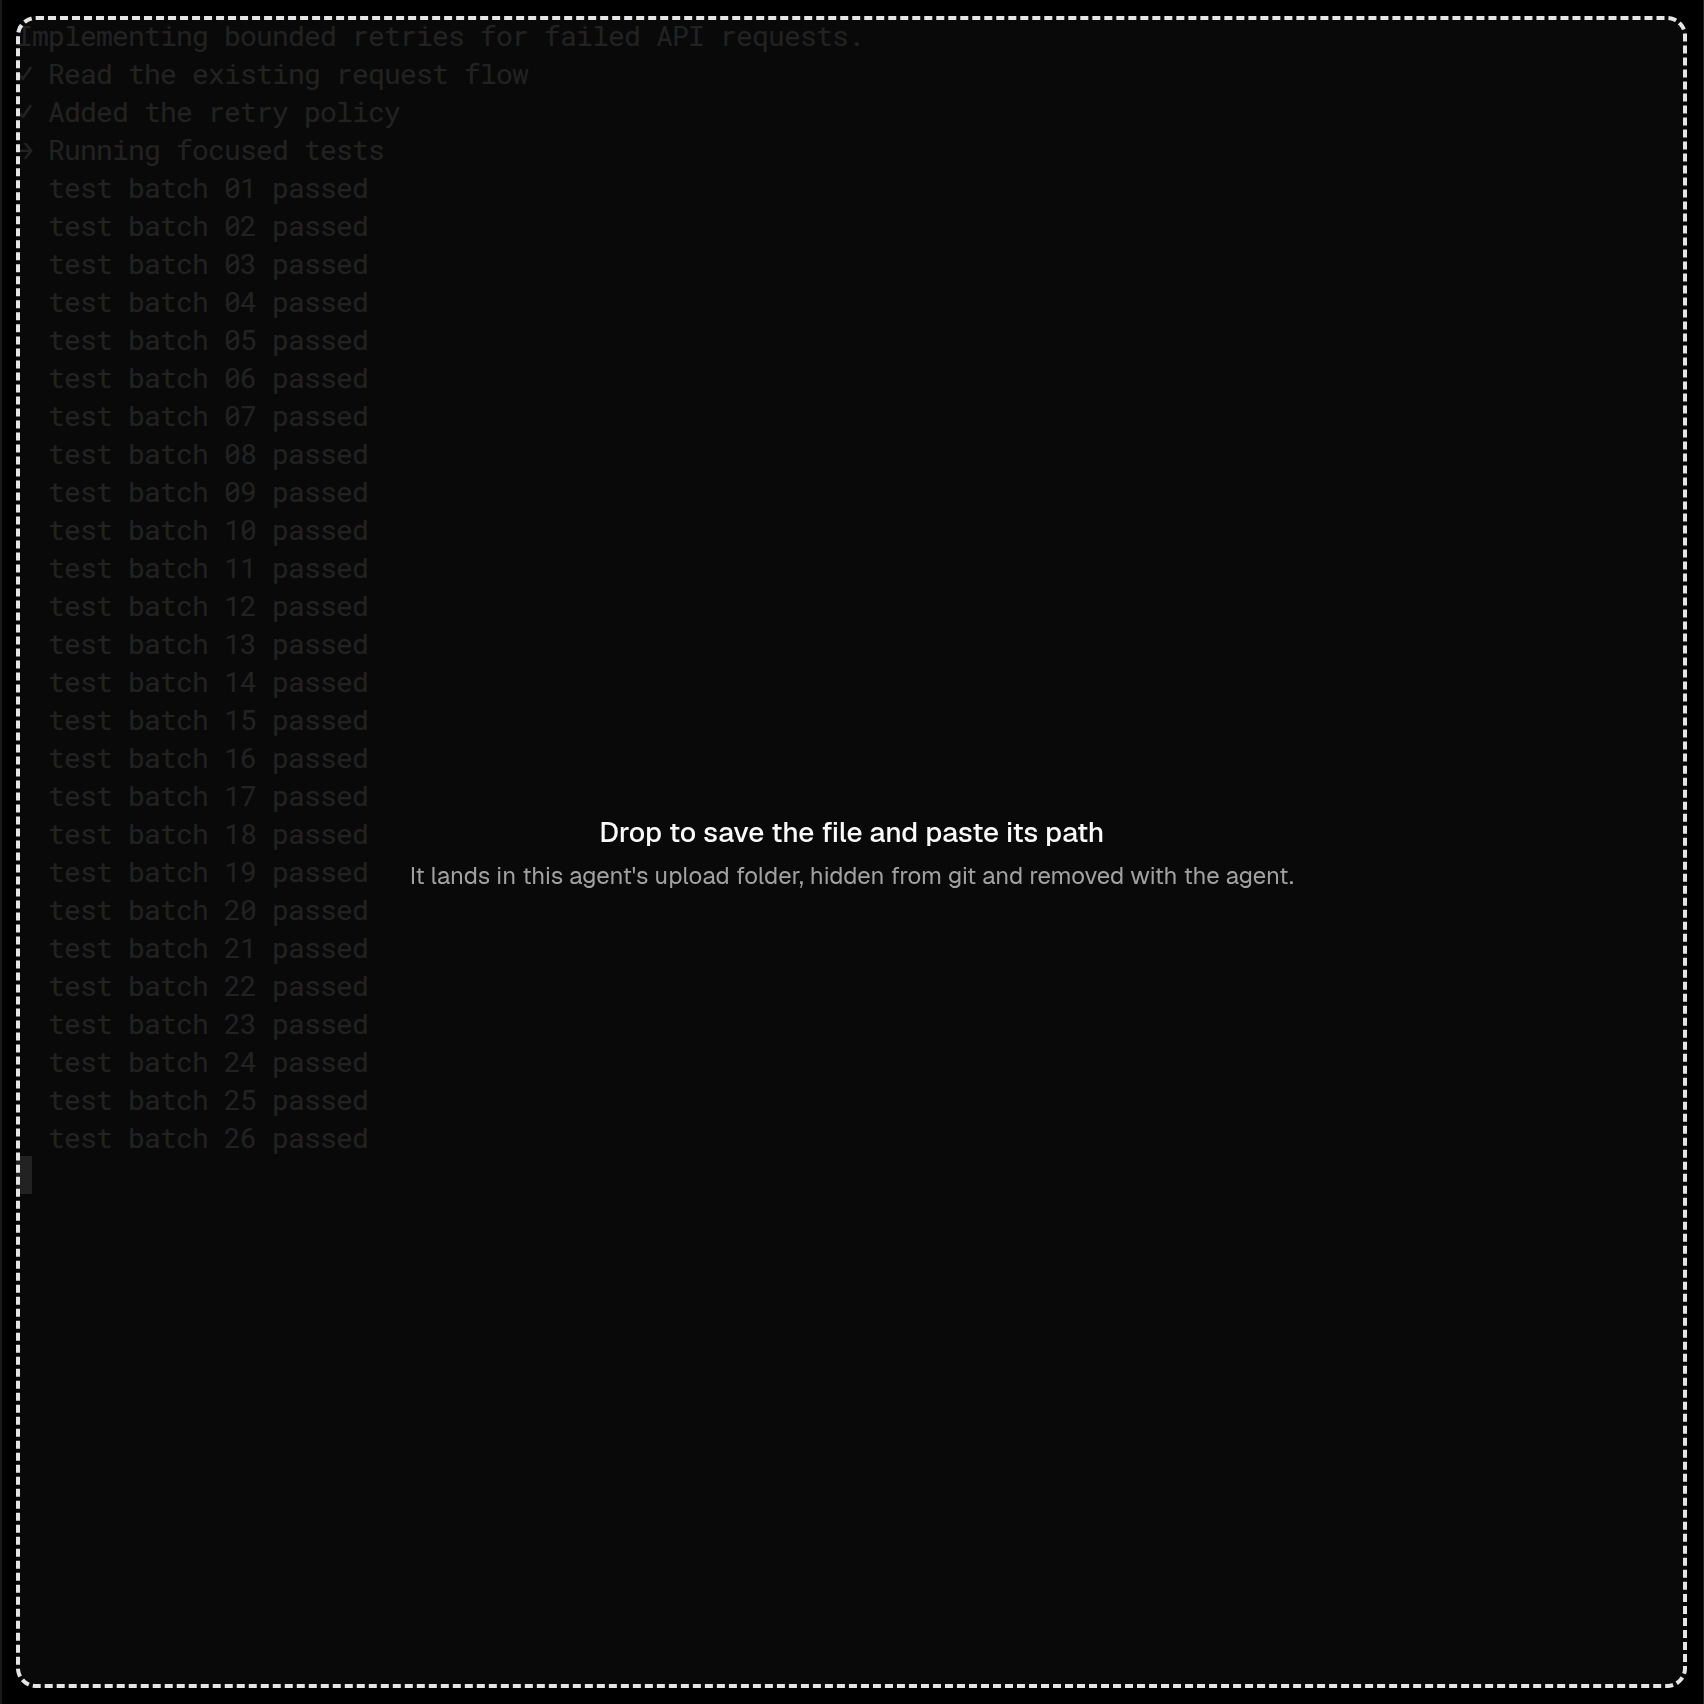 Implementing bounded retries for failed API requests.
✓ Read the existing request flow
✓ Added the retry policy
→ Running focused tests
test batch 01 passed
test batch 02 passed
test batch 03 passed
test batch 04 passed
test batch 05 passed
test batch 06 passed
test batch 07 passed
test batch 08 passed
test batch 09 passed
test batch 10 passed
test batch 11 passed
test batch 12 passed
test batch 13 passed
test batch 14 passed
test batch 15 passed
test batch 16 passed
test batch 17 passed
Drop to save the file and paste its path
test batch 18 passed
test batch 19 passed
It lands in this agent's upload folder, hidden from git and removed with the agent.
test batch 20 passed
test batch 21 passed
test batch 22 passed
test batch 23 passed
test batch 24 passed
test batch 25 passed
test batch 26 passed